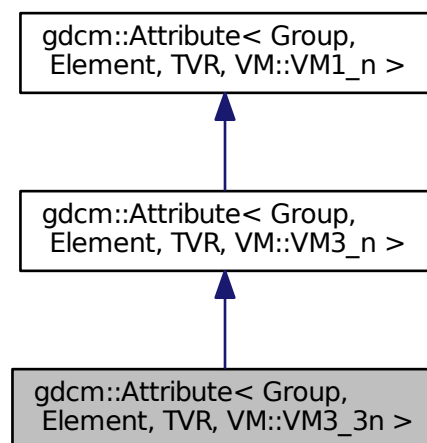 gdcm::Attribute< Group,
Element, TVR, VM::VM1_n >
gdcm::Attribute< Group,
Element, TVR, VM::VM3_n >
gdcm::Attribute< Group,
Element, TVR, VM::VM3_3n >